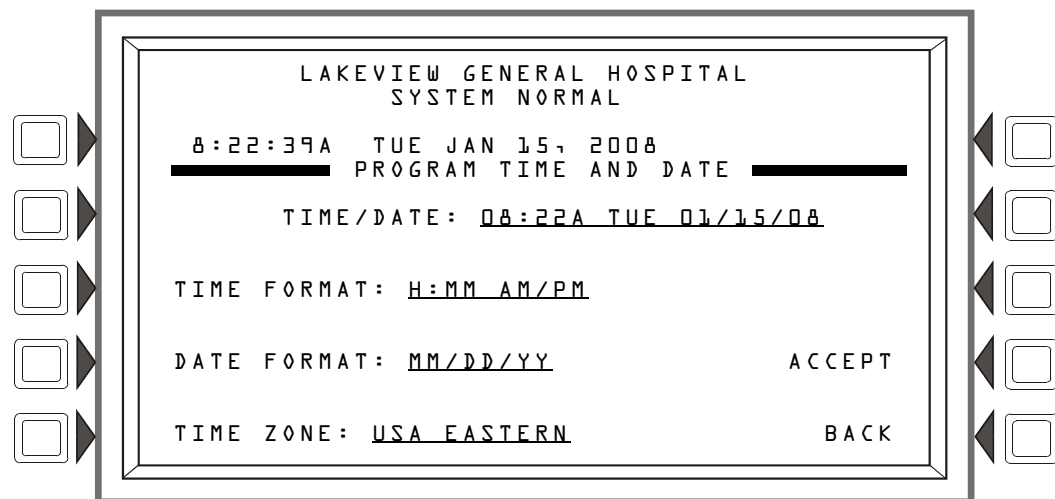 LAKEVIEW GENERAL HOSPITAL
SYSTEM NORMAL
8:22:39A TUE JAN 15, 2008
PROGRAM TIME AND DATE
TIME/DATE: 08:22A TUE 01/15/08
TIME FORMAT: H:MM AM/PM
DATE FORMAT: MM/DD/YY ACCEPT
TIME ZONE: USA EASTERN BACK